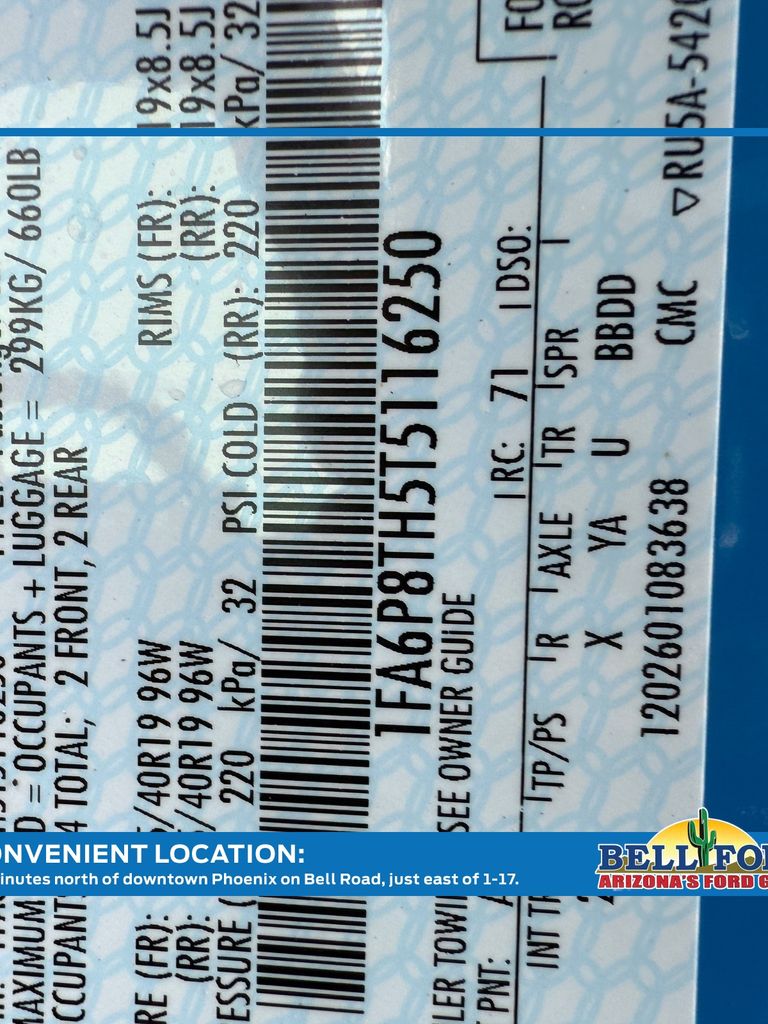 MAXIMUM
D = OCCUPANTS + LUGGAGE = 299KG/ 660LB
OCCUPANT
4 TOTAL; 2 FRONT, 2 REAR
RE (FR):
/40R19 96W
RIMS (FR):
19x8.5J
(RR):
/40R19 96W
(RR):
19x8.5J
ESSURE (
220 kPa/ 32 PSI COLD (RR): 220 kPa/ 32
1FA6P8TH5T5116250
LER TOWI
SEE OWNER GUIDE
PNT:
RC: 71
DSO:
FO
RO
INT TR
TP/PS
R
AXLE
TR
SPR
X
YA
U
BBDD
1202601083638
CMC
▽RU5A-542
ONVENIENT LOCATION:
inutes north of downtown Phoenix on Bell Road, just east of 1-17.
BELL FO
ARIZONA'S FORD G